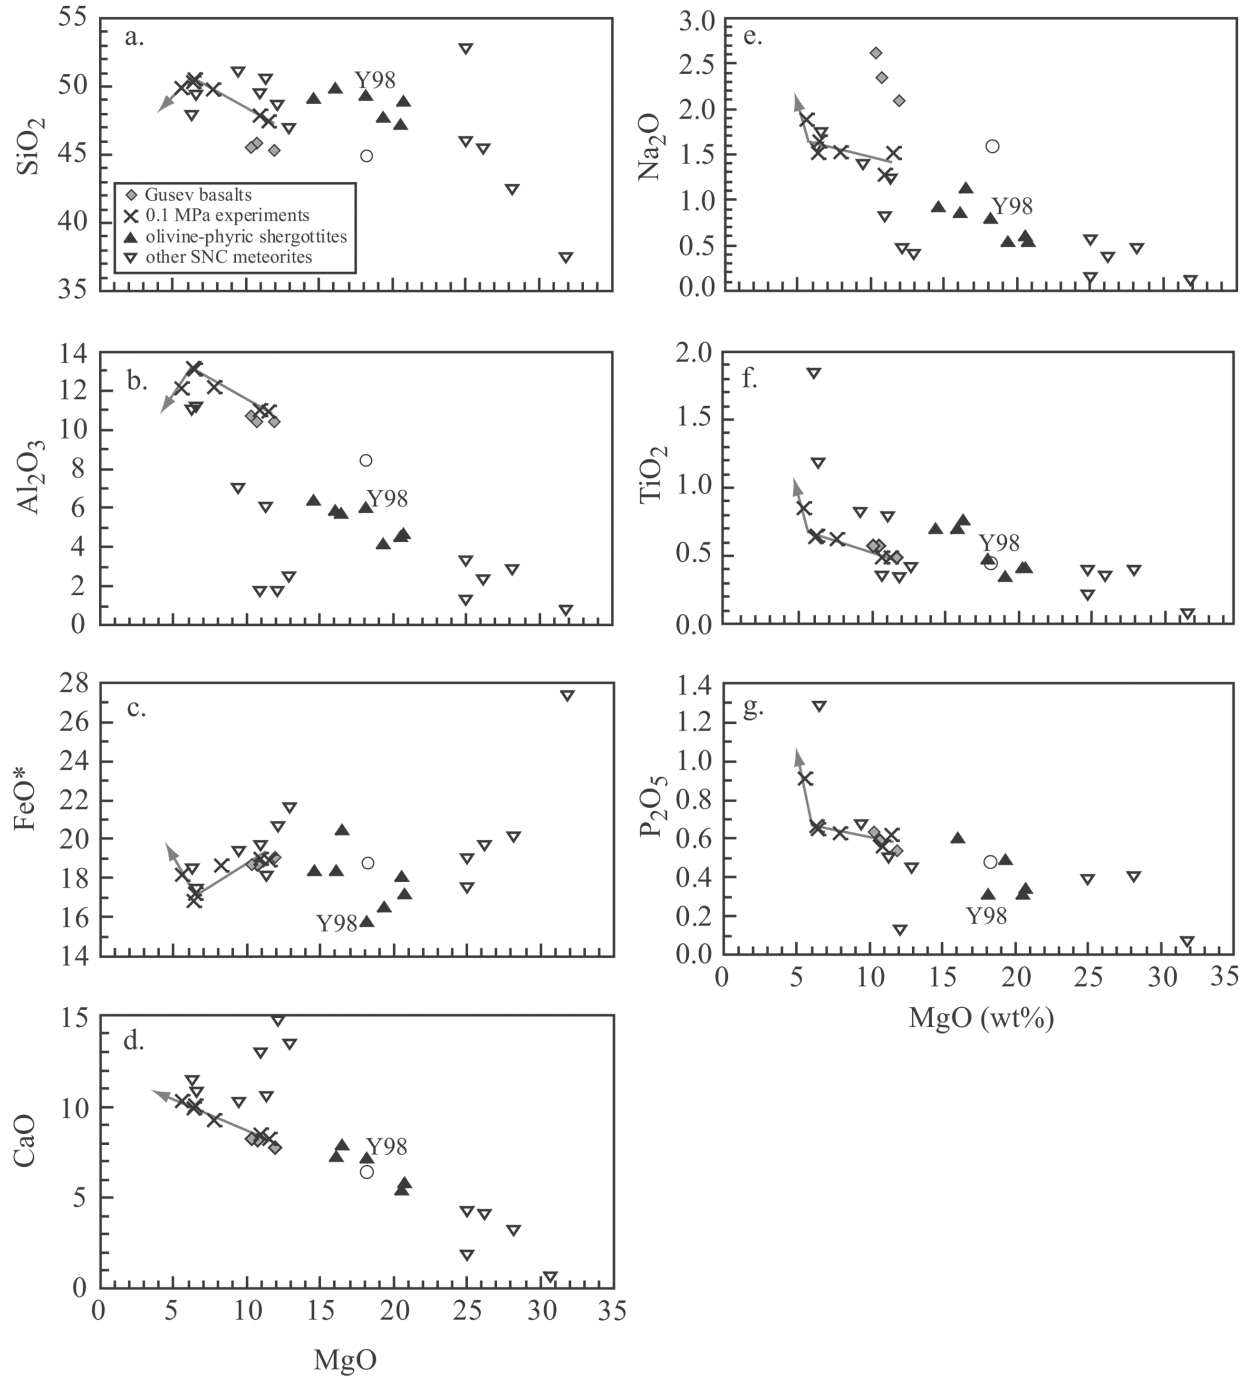 a.
55
50
45
40
35
SiO2
Y98
Gusev basalts
0.1 MPa experiments
olivine-phyric shergottites
other SNC meteorites
b.
14
12
10
8
6
4
2
0
Al2O3
Y98
c.
28
26
24
22
20
18
16
14
FeO*
Y98
d.
15
10
5
0
CaO
Y98
0 5 10 15 20 25 30 35
MgO
e.
3.0
2.5
2.0
1.5
1.0
0.5
0.0
Na2O
Y98
f.
2.0
1.5
1.0
0.5
0.0
TiO2
Y98
g.
1.4
1.2
1.0
0.8
0.6
0.4
0.2
0.0
P2O5
Y98
0 5 10 15 20 25 30 35
MgO (wt%)